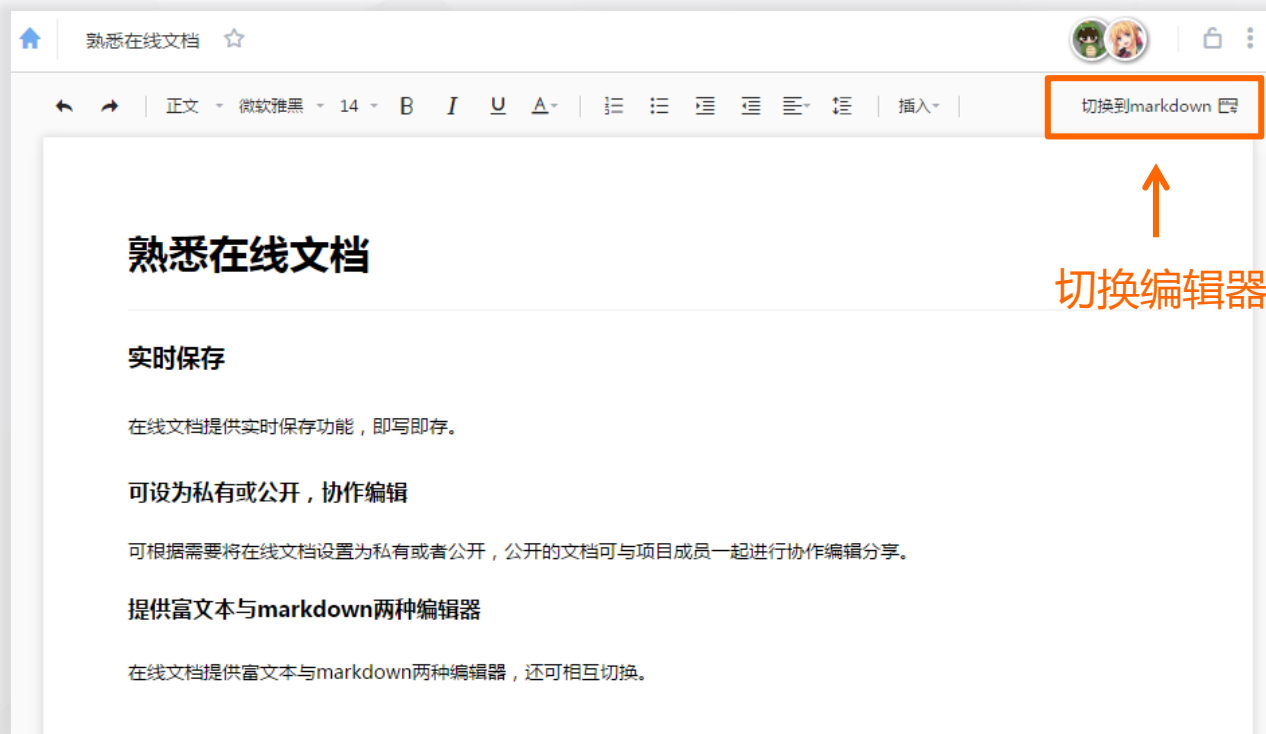 熟悉在线文档
正文 微软雅黑 14 B I U A 插入 切换到markdown
切换编辑器
熟悉在线文档
实时保存
在线文档提供实时保存功能，即写即存。
可设为私有或公开，协作编辑
可根据需要将在线文档设置为私有或者公开，公开的文档可与项目成员一起进行协作编辑分享。
提供富文本与markdown两种编辑器
在线文档提供富文本与markdown两种编辑器，还可相互切换。